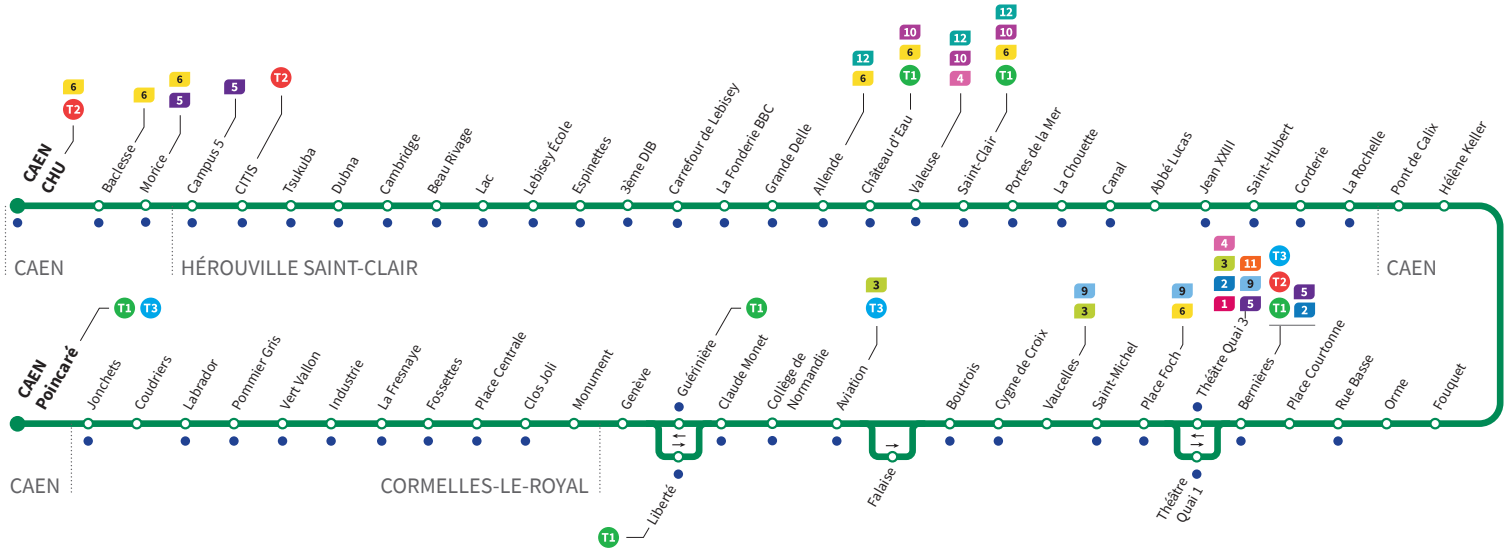 12
10
6
T1
12
10
4
10
6
T1
12
6
T2
5
6
5
6
6
T2
CAEN
CHU
Baclesse
Morice
Campus 5
CITIS
Tsukuba
Dubna
Cambridge
Beau Rivage
Lac
Lebisey École
Espinettes
3ème DIB
Carrefour de Lebisey
La Fonderie BBC
Grande Delle
Allende
Château d'Eau
Valeuse
Saint-Clair
Portes de la Mer
La Chouette
Canal
Abbé Lucas
Jean XXIII
Saint-Hubert
Corderie
La Rochelle
Pont de Calix
Hélène Keller
CAEN
HÉROUVILLE SAINT-CLAIR
CAEN
T1 T3
T1
3
T3
9
3
9
6
4
3 11
2 9
1 5
T3
T2
T1
5
2
CAEN
Poincaré
Jonchets
Coudriers
Labrador
Pommier Gris
Vert Vallon
Industrie
La Fresnaye
Fossettes
Place Centrale
Clos Joli
Monument
Genève
Guérinière
Claude Monet
Collège de
Normandie
Aviation
Boutrois
Cygne de Croix
Vaucelles
Saint-Michel
Place Foch
Théâtre Quai 3
Bernières
Place Courtonne
Rue Basse
Orme
Fouquet
CAEN
CORMELLES-LE-ROYAL
Liberté
T1
Falaise
Théâtre
Quai 1